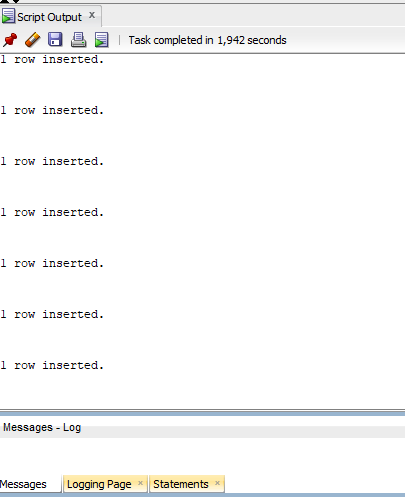 Script Output
Task completed in 1,942 seconds
1 row inserted.
1 row inserted.
1 row inserted.
1 row inserted.
1 row inserted.
1 row inserted.
1 row inserted.
Messages - Log
Messages Logging Page Statements